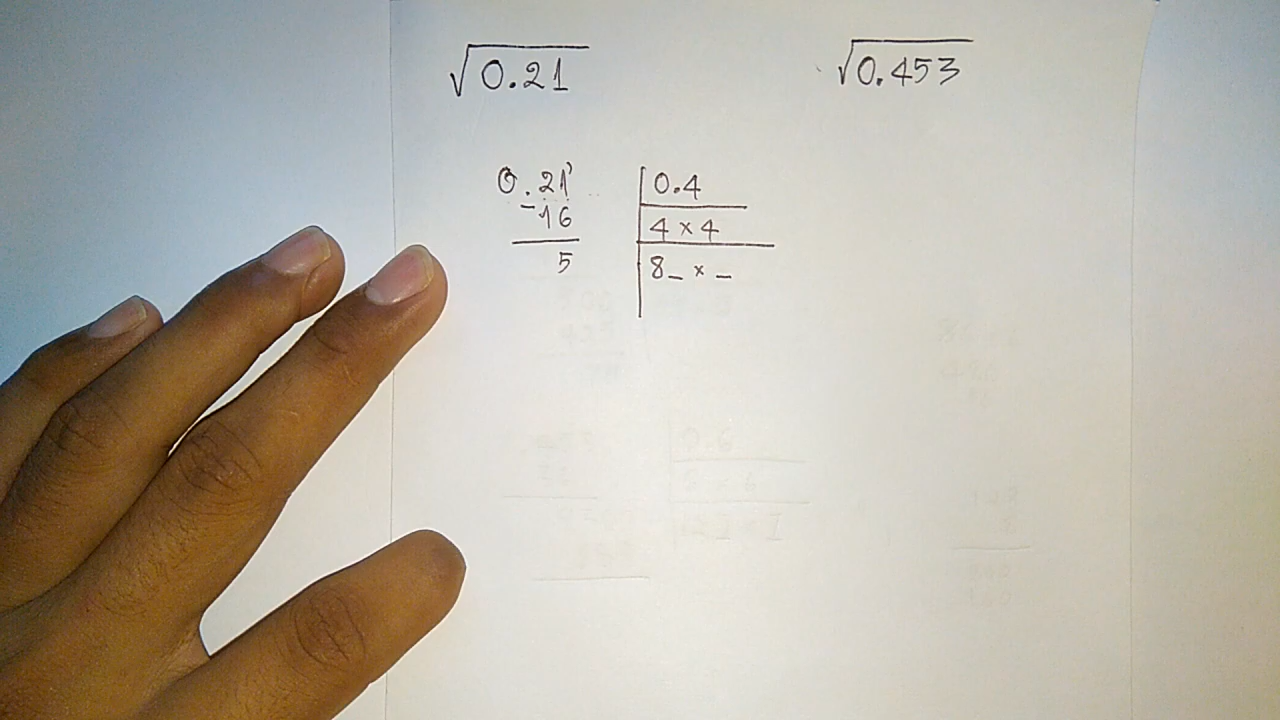 √0.21 √0.453
0.21' 0.4
-16 4 × 4
5 8_ × _